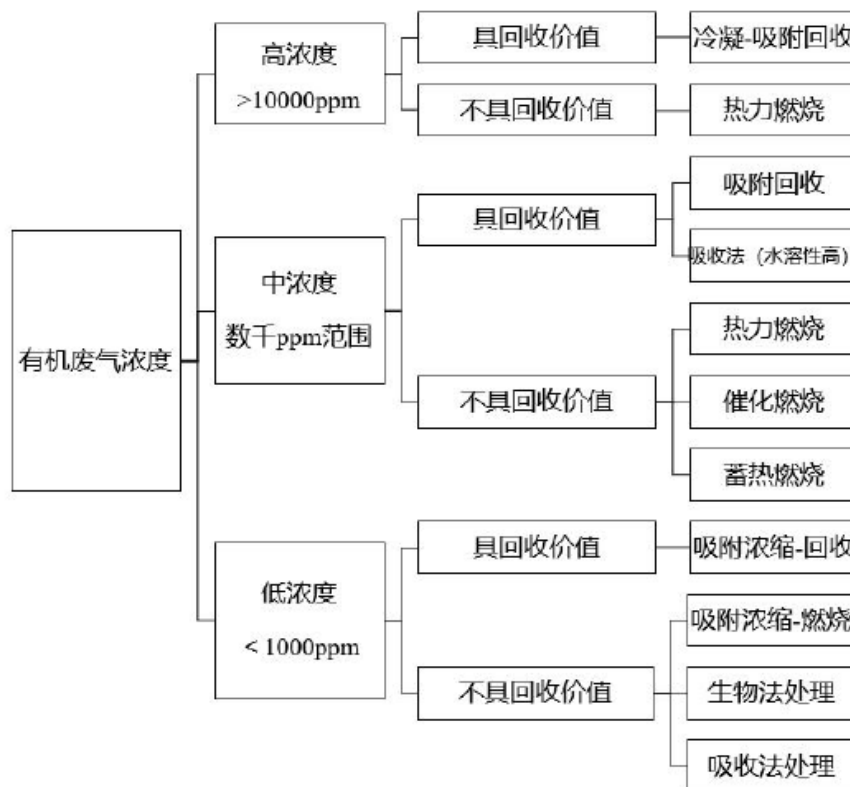 有机废气浓度
高浓度
>10000ppm
具回收价值
冷凝-吸附回收
不具回收价值
热力燃烧
中浓度
数千ppm范围
具回收价值
吸附回收
吸收法（水溶性高）
不具回收价值
热力燃烧
催化燃烧
蓄热燃烧
低浓度
＜1000ppm
具回收价值
吸附浓缩-回收
不具回收价值
吸附浓缩-燃烧
生物法处理
吸收法处理